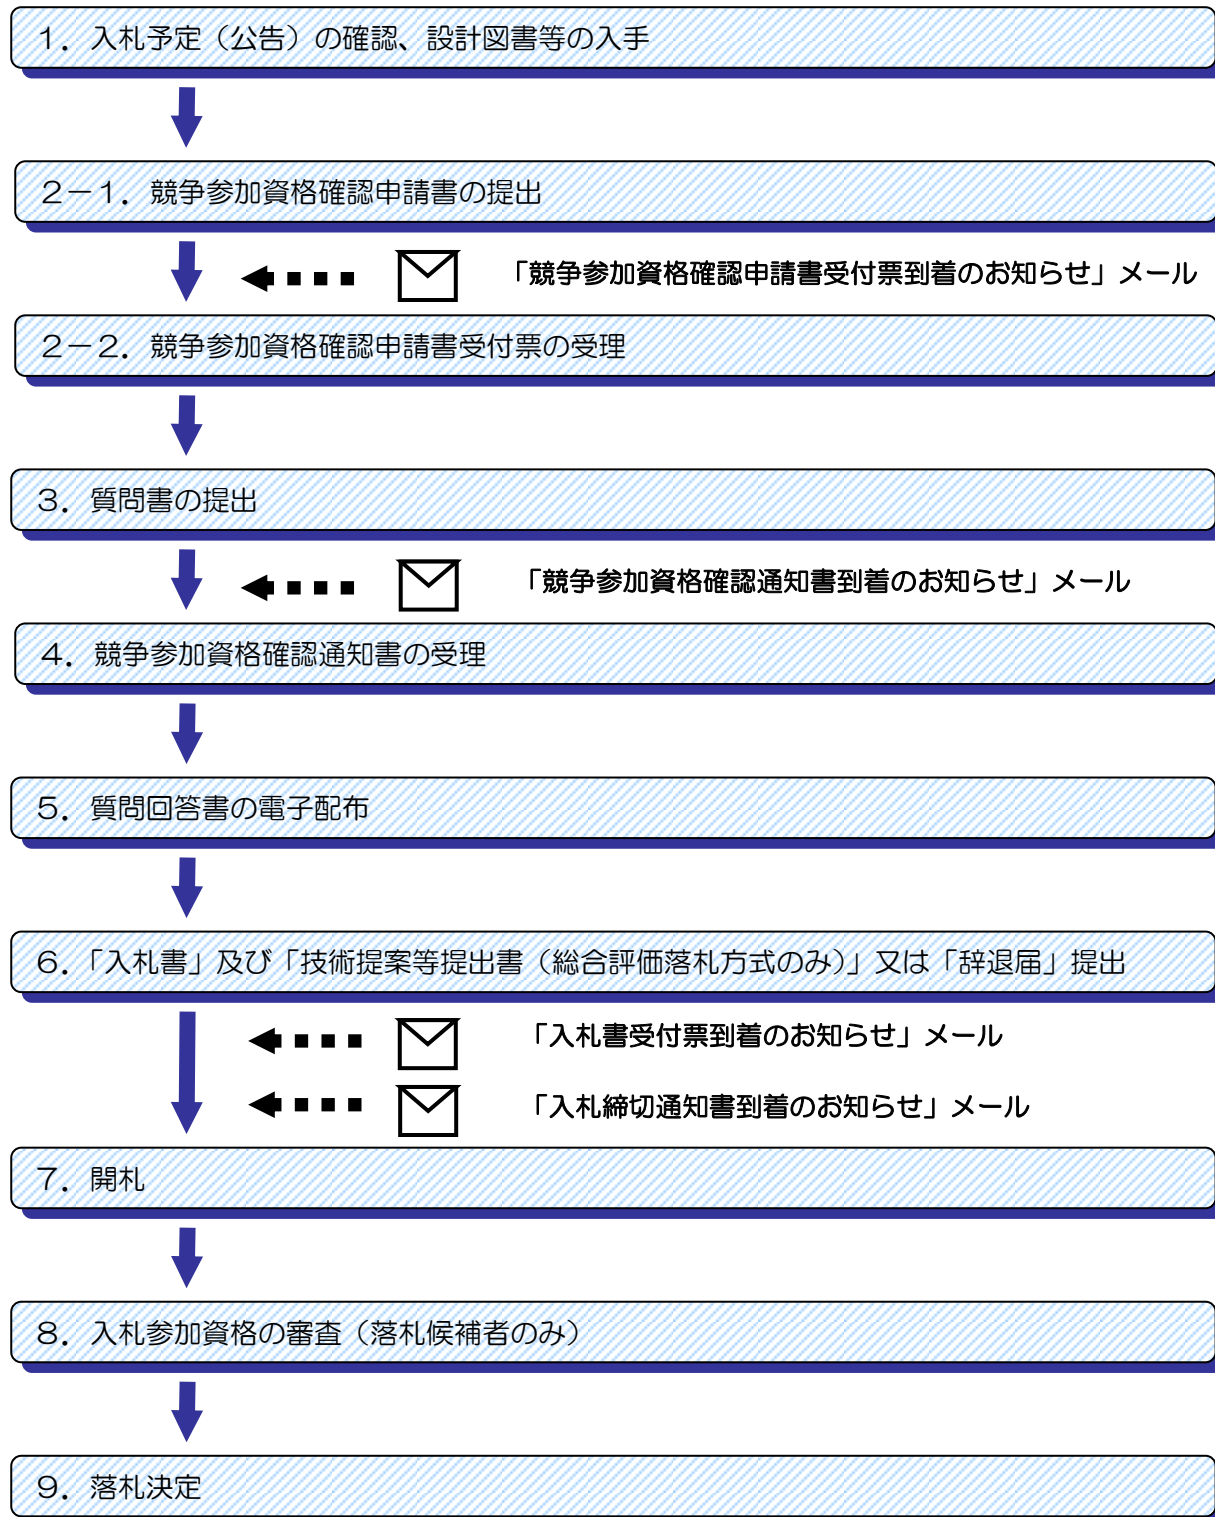 １．入札予定（公告）の確認、設計図書等の入手
２－１．競争参加資格確認申請書の提出
「競争参加資格確認申請書受付票到着のお知らせ」メール
２－２．競争参加資格確認申請書受付票の受理
３．質問書の提出
「競争参加資格確認通知書到着のお知らせ」メール
４．競争参加資格確認通知書の受理
５．質問回答書の電子配布
６．「入札書」及び「技術提案等提出書（総合評価落札方式のみ）」又は「辞退届」提出
「入札書受付票到着のお知らせ」メール
「入札締切通知書到着のお知らせ」メール
７．開札
８．入札参加資格の審査（落札候補者のみ）
９．落札決定